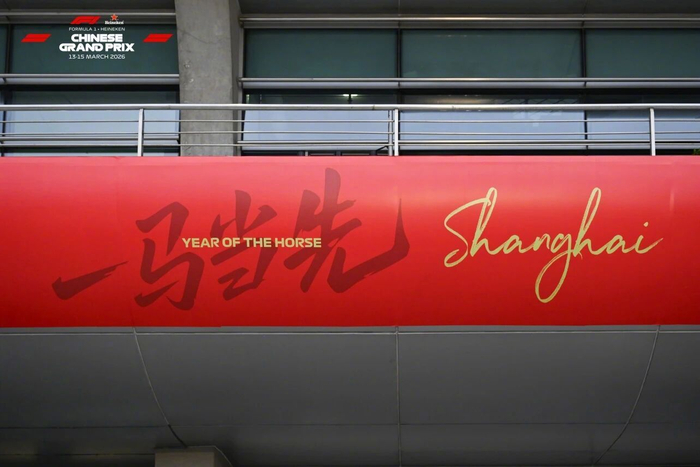 Heineken
FORMULA 1 • HEINEKEN
CHINESE
GRAND PRIX
13-15 MARCH 2026
一马当先
YEAR OF THE HORSE
Shanghai